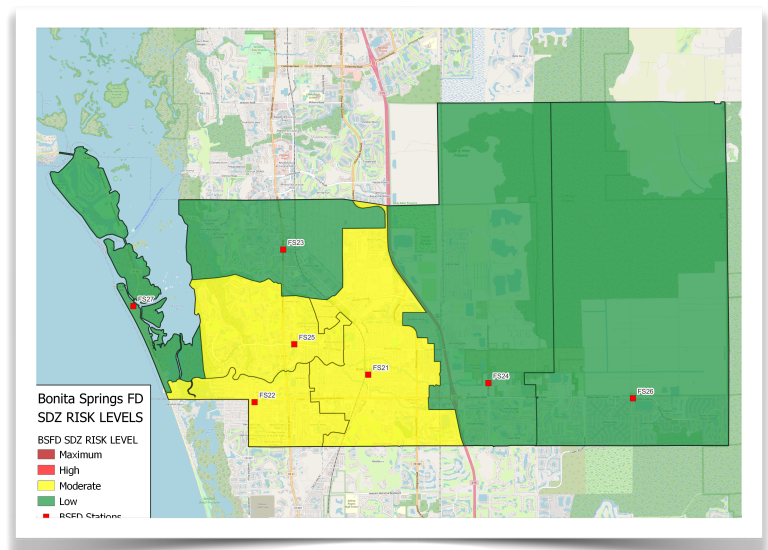 FS23
FS27
FS25
FS21
FS24
FS22
FS26
Bonita Springs FD
SDZ RISK LEVELS
BSFD SDZ RISK LEVEL
Maximum
High
Moderate
Low
BSFD Stations